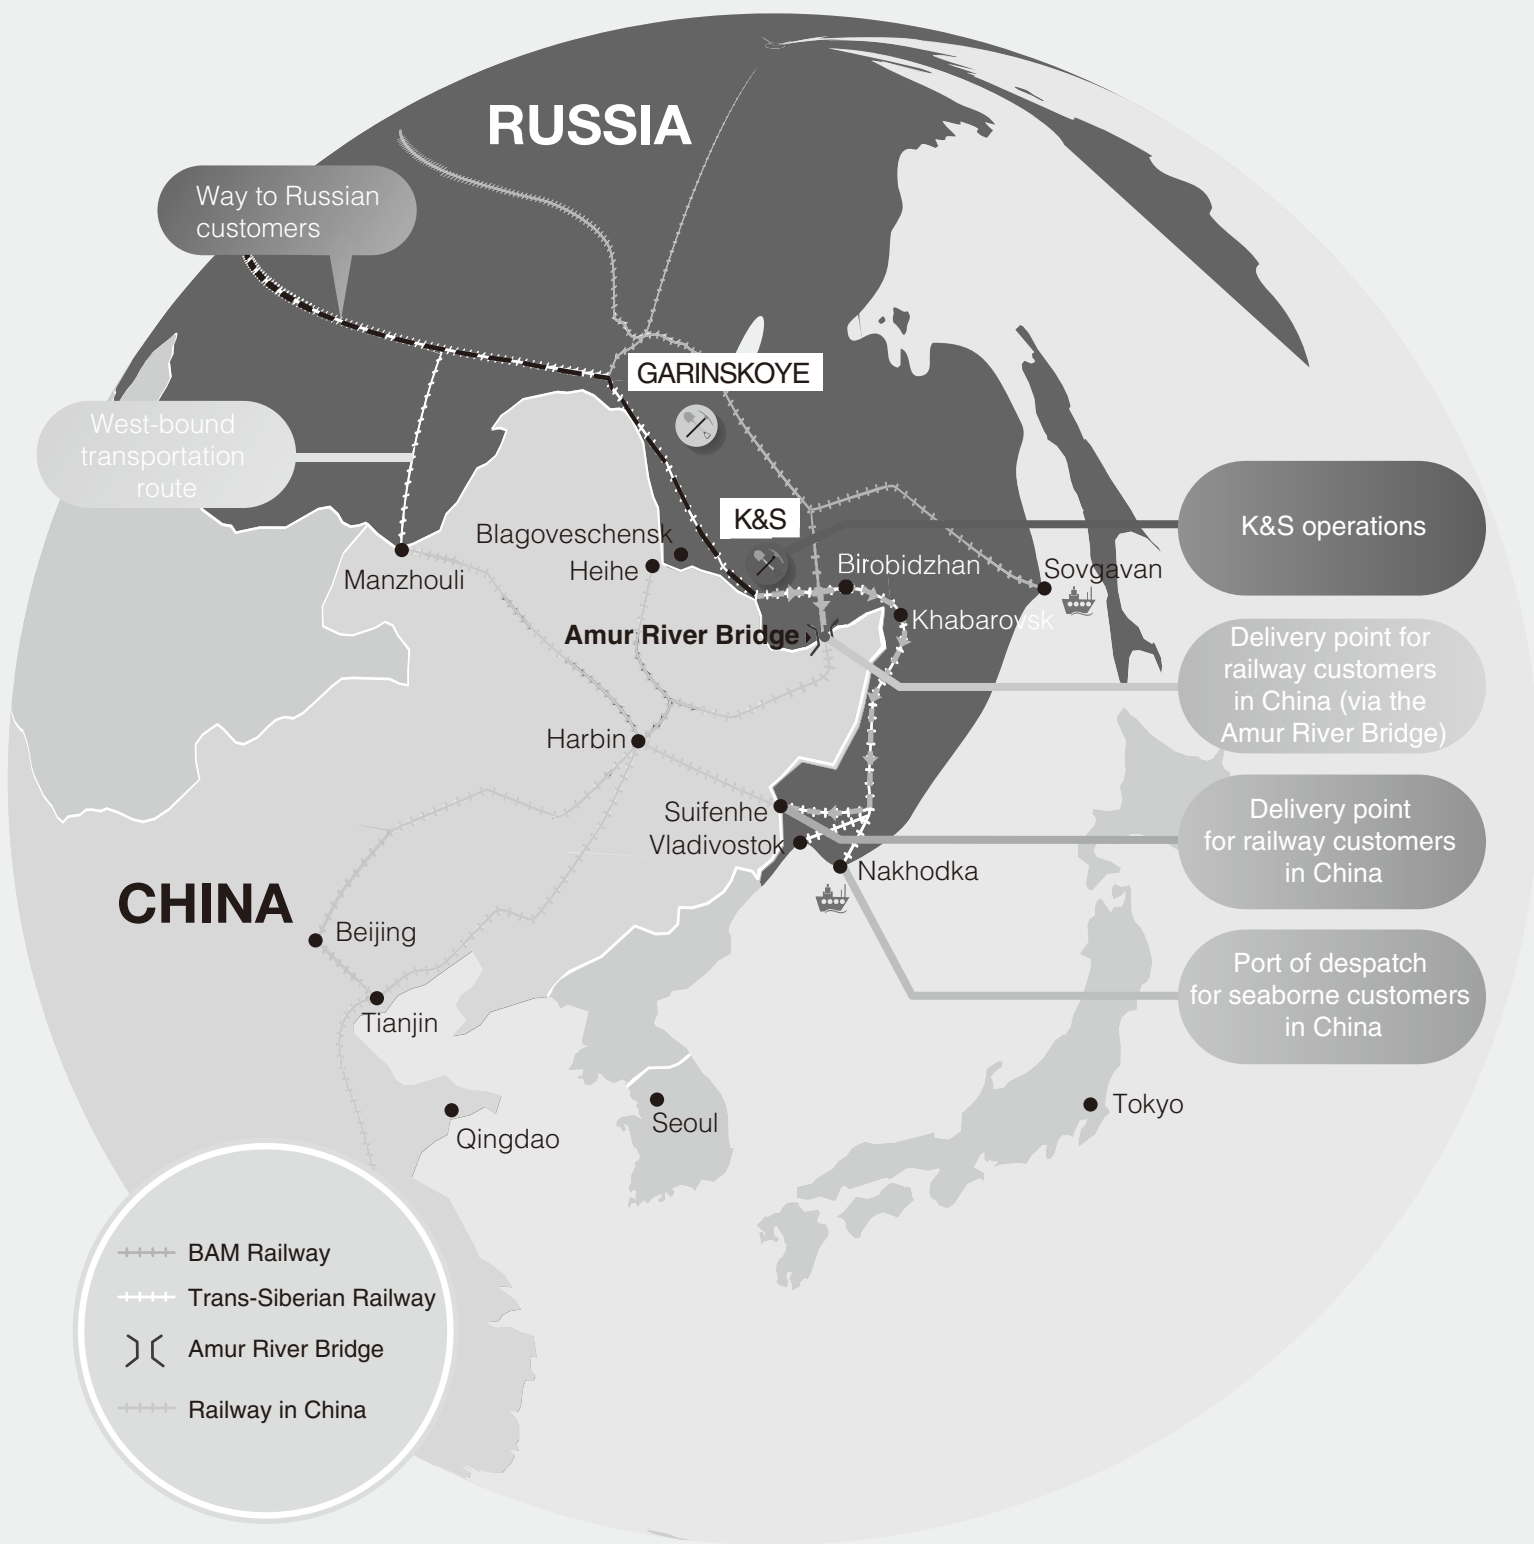 RUSSIA
Way to Russian
customers
GARINSKOYE
West-bound
transportation
route
K&S
K&S operations
Blagoveschensk
Heihe
Manzhouli
Birobidzhan
Sovgavan
Khabarovsk
Amur River Bridge
Delivery point for
railway customers
in China (via the
Amur River Bridge)
Harbin
Suifenhe
Vladivostok
Nakhodka
Delivery point
for railway customers
in China
CHINA
Beijing
Tianjin
Port of despatch
for seaborne customers
in China
Qingdao
Seoul
Tokyo
BAM Railway
Trans-Siberian Railway
Amur River Bridge
Railway in China